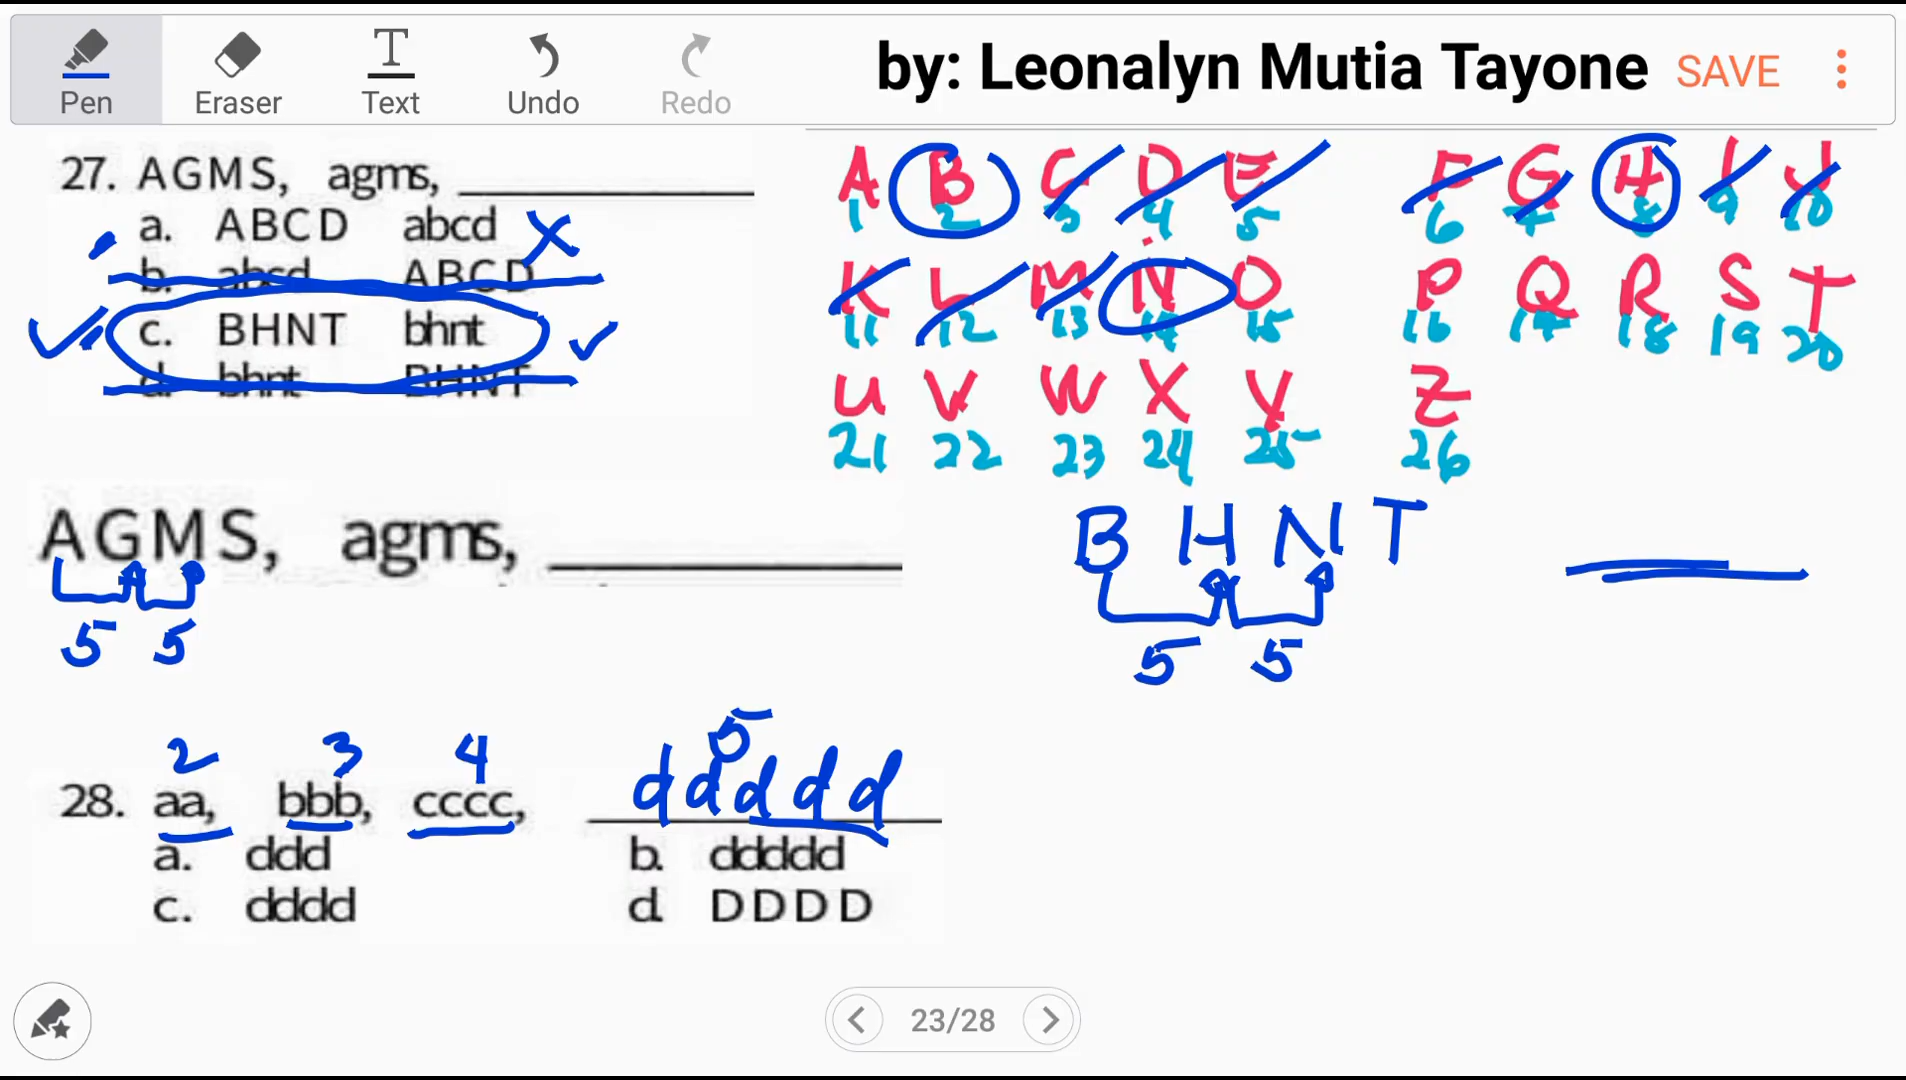 Pen Eraser Text Undo Redo by: Leonalyn Mutia Tayone SAVE
27. AGMS, agms,
a. ABCD abcd X
b. abcd ABCD
c. BHNT bhnt
d. bhnt BHNT
A B C D E F G H I J
1 2 3 4 5 6 7 8 9 10
K L M N O P Q R S T
11 12 13 14 15 16 17 18 19 20
U V W X Y Z
21 22 23 24 25 26
AGMS, agms,
5 5
B H N T
5 5
2 3 4 5
28. aa, bbb, cccc, d d d d d
a. ddd b. ddddd
c. dddd d. DDDD
23/28